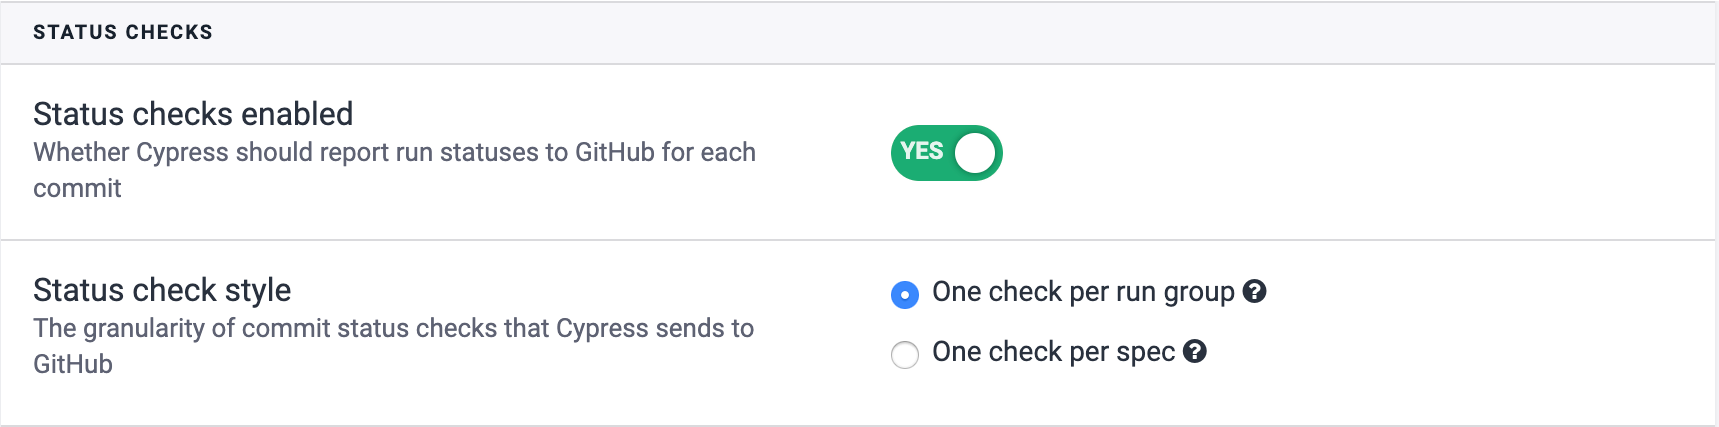 STATUS CHECKS
Status checks enabled
Whether Cypress should report run statuses to GitHub for each
commit
YES
Status check style
The granularity of commit status checks that Cypress sends to
GitHub
One check per run group ?
One check per spec ?